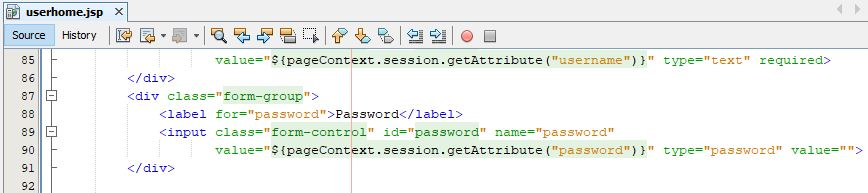 userhome.jsp
Source History
85 value="${pageContext.session.getAttribute("username")}" type="text" required>
86 </div>
87 <div class="form-group">
88 <label for="password">Password</label>
89 <input class="form-control" id="password" name="password"
90 value="${pageContext.session.getAttribute("password")}" type="password" value="">
91 </div>
92